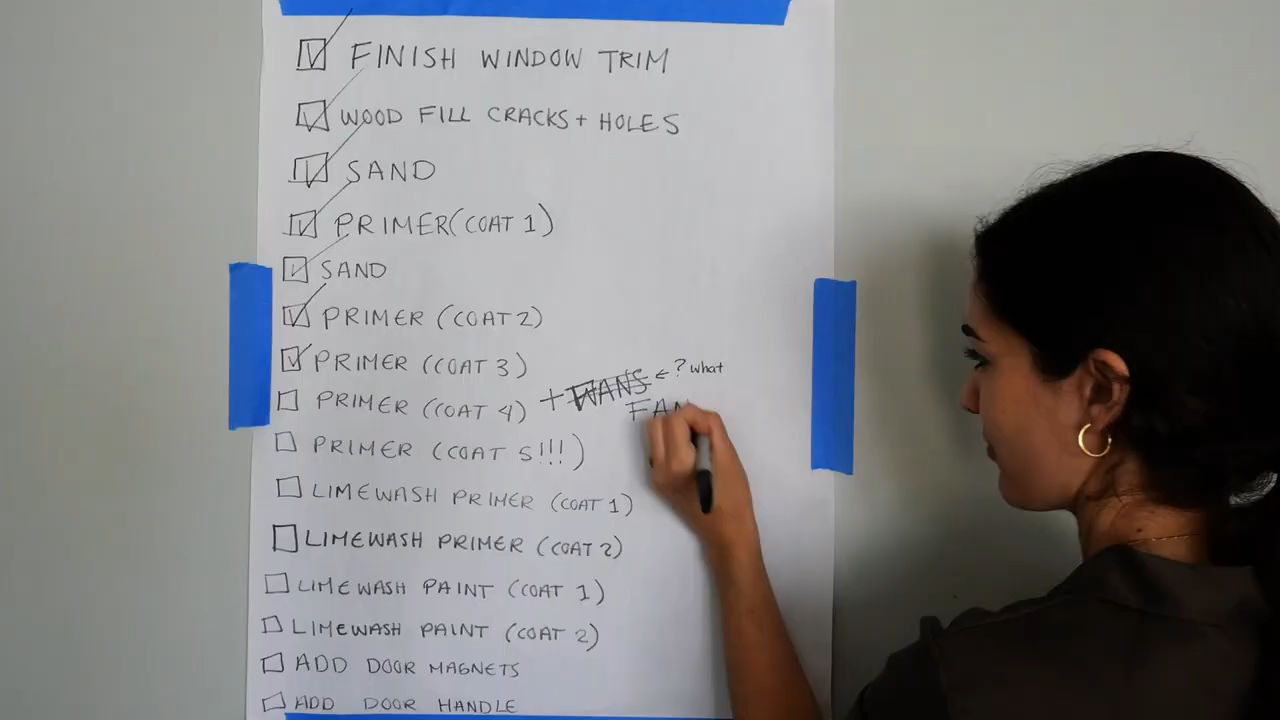 FINISH WINDOW TRIM
WOOD FILL CRACKS + HOLES
SAND
PRIMER (COAT 1)
SAND
PRIMER (COAT 2)
PRIMER (COAT 3)
PRIMER (COAT 4) + WANS ← ? what
FAN
PRIMER (COAT 5!!!)
LIMEWASH PRIMER (COAT 1)
LIMEWASH PRIMER (COAT 2)
LIMEWASH PAINT (COAT 1)
LIMEWASH PAINT (COAT 2)
ADD DOOR MAGNETS
ADD DOOR HANDLE